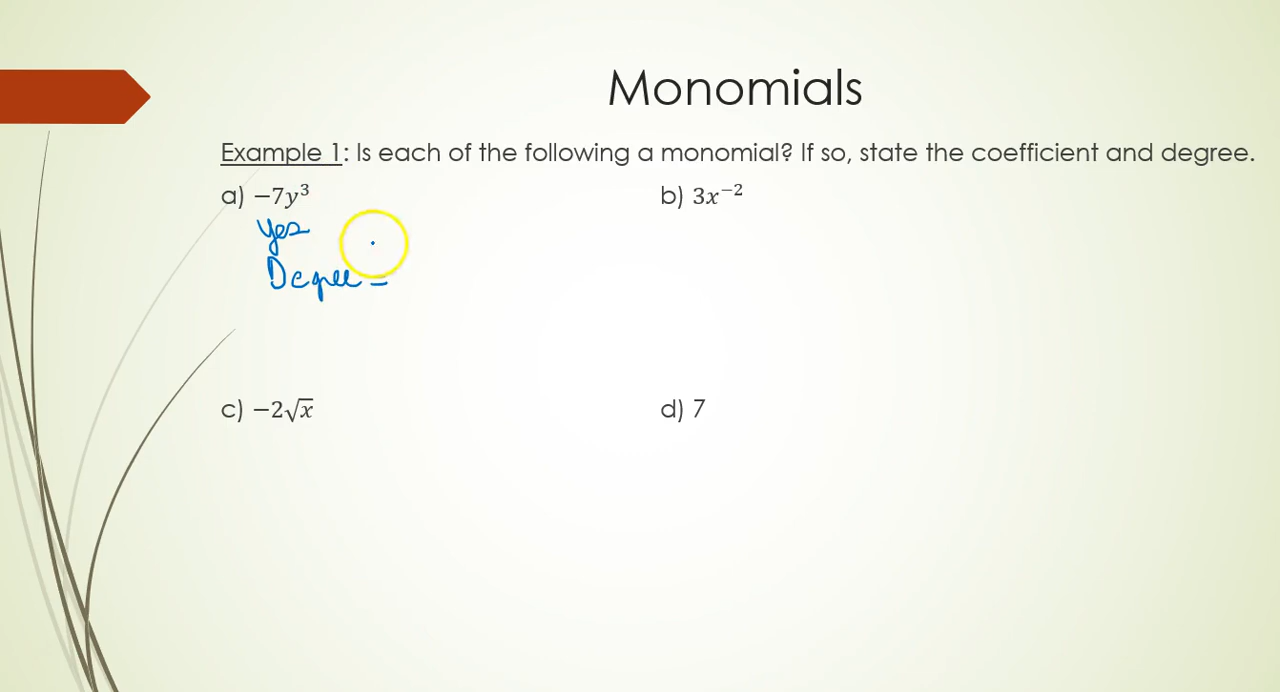 Monomials
Example 1: Is each of the following a monomial? If so, state the coefficient and degree.
a) −7y³
b) 3x⁻²
yes
Degree =
c) −2√x
d) 7